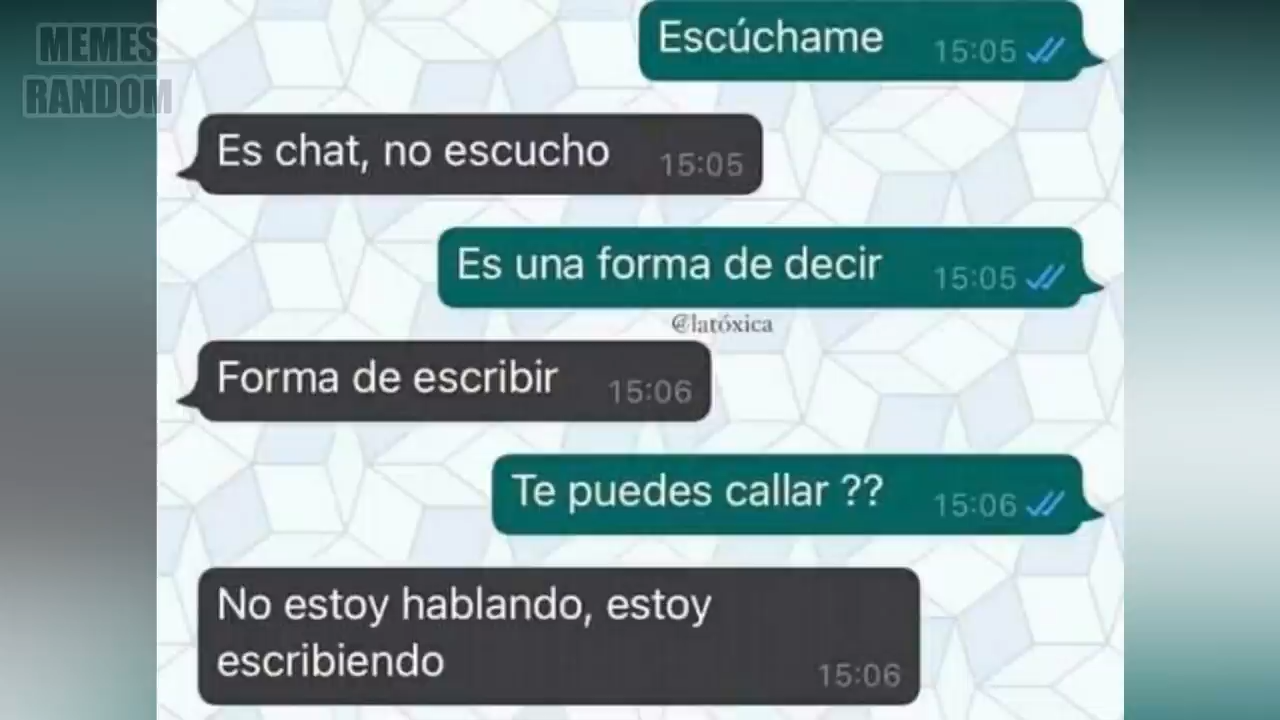 MEMES
RANDOM
Escúchame 15:05
Es chat, no escucho 15:05
Es una forma de decir 15:05
@latóxica
Forma de escribir 15:06
Te puedes callar ?? 15:06
No estoy hablando, estoy
escribiendo 15:06